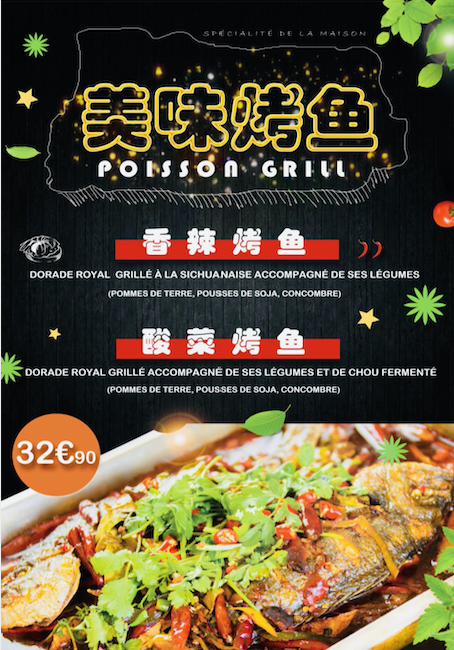 SPÉCIALITÉ DE LA MAISON
美味烤鱼
POISSON GRILL
香辣烤鱼
DORADE ROYAL GRILLÉ À LA SICHUANAISE ACCOMPAGNÉ DE SES LÉGUMES
(POMMES DE TERRE, POUSSES DE SOJA, CONCOMBRE)
酸菜烤鱼
DORADE ROYAL GRILLÉ ACCOMPAGNÉ DE SES LÉGUMES ET DE CHOU FERMENTÉ
(POMMES DE TERRE, POUSSES DE SOJA, CONCOMBRE)
32€90